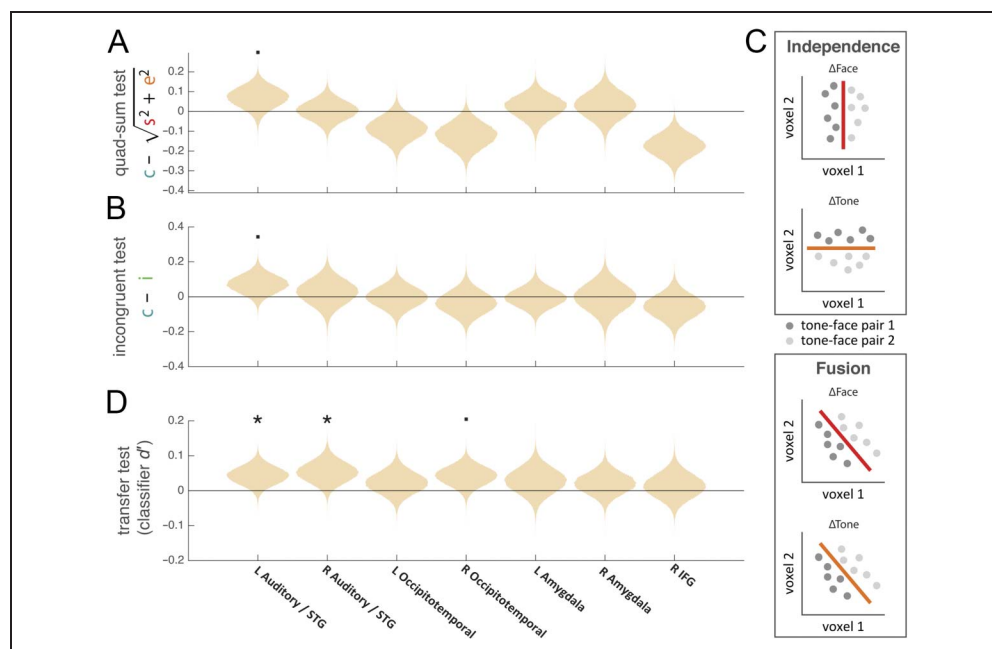 A
quad-sum test
c – √s² + e²
0.2
0.1
0
−0.1
−0.2
−0.3
−0.4
B
incongruent test
c – i
0.4
0.2
0
−0.2
−0.4
D
transfer test
(classifier d′)
*
*
0.2
0.1
0
−0.1
−0.2
L Auditory / STG
R Auditory / STG
L Occipitotemporal
R Occipitotemporal
L Amygdala
R Amygdala
R IFG
C
Independence
ΔFace
voxel 2
voxel 1
ΔTone
voxel 2
voxel 1
tone-face pair 1
tone-face pair 2
Fusion
ΔFace
voxel 2
voxel 1
ΔTone
voxel 2
voxel 1